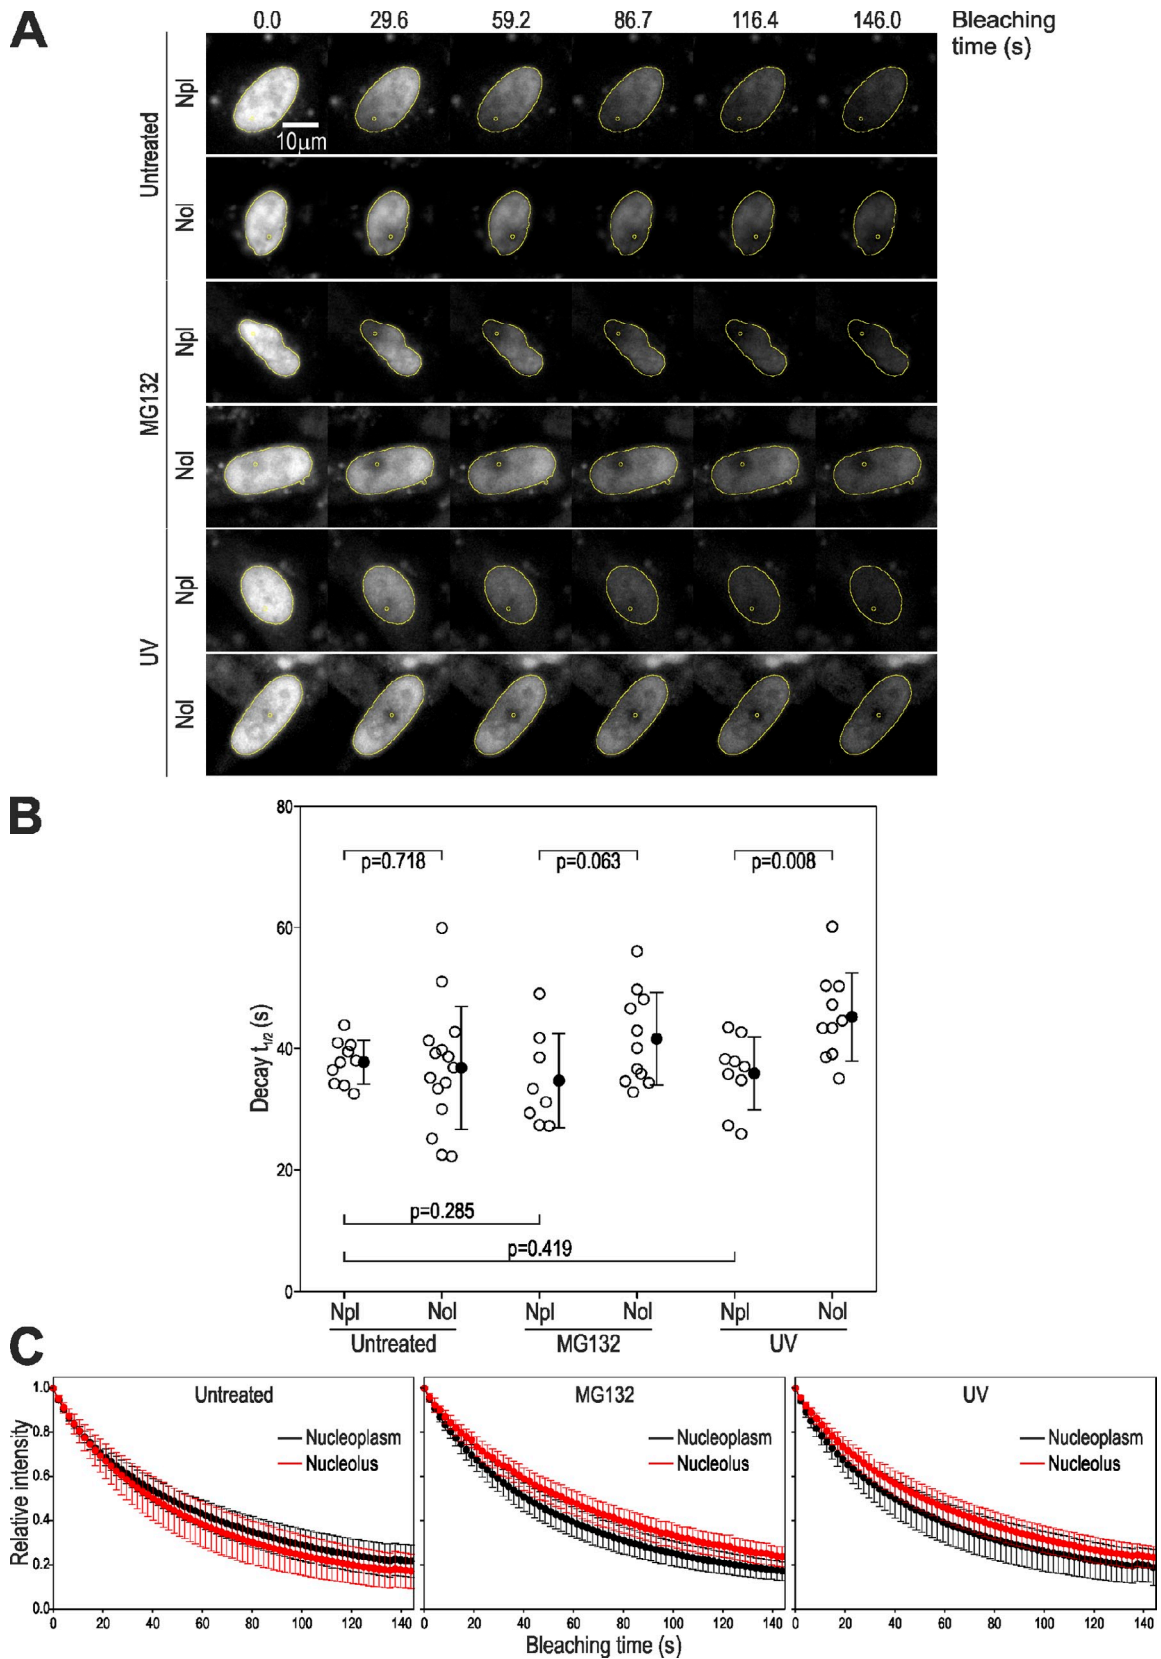 A
0.0 29.6 59.2 86.7 116.4 146.0 Bleaching
time (s)
Untreated
Npl
10μm
Nol
MG132
Npl
Nol
UV
Npl
Nol
B
80
p=0.718 p=0.063 p=0.008
60
40
Decay t1/2 (s)
20
p=0.285
p=0.419
0
Npl Nol Npl Nol Npl Nol
Untreated MG132 UV
C
1.0 Untreated MG132 UV
0.8 Nucleoplasm Nucleoplasm Nucleoplasm
Nucleolus Nucleolus Nucleolus
0.6
Relative intensity
0.4
0.2
0.0
0 20 40 60 80 100 120 140 0 20 40 60 80 100 120 140 0 20 40 60 80 100 120 140
Bleaching time (s)